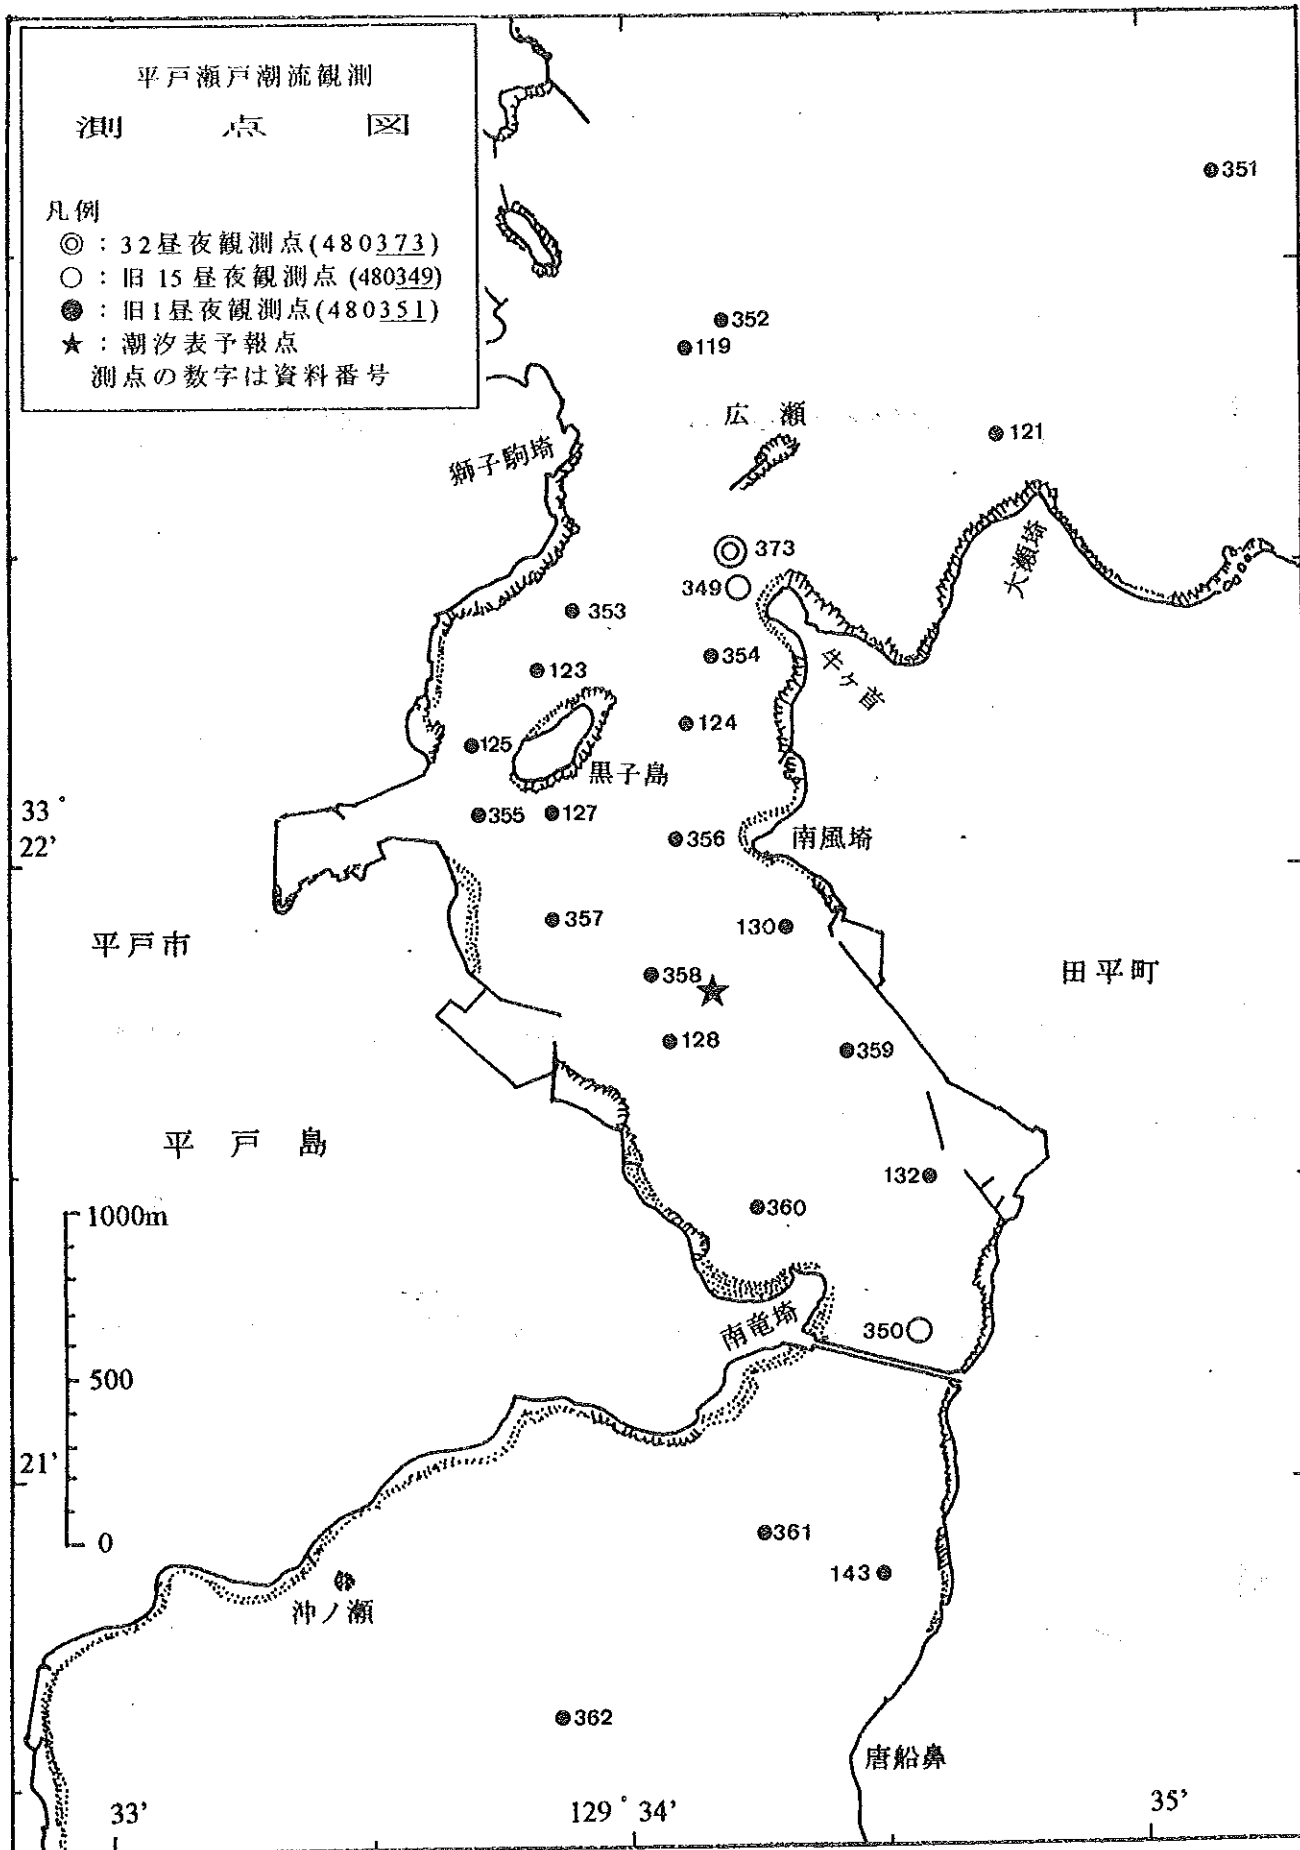 平戸瀬戸潮流観測
測 点 図
凡例
◎ : 32昼夜観測点(480373)
○ : 旧15昼夜観測点 (480349)
● : 旧1昼夜観測点(480351)
★ : 潮汐表予報点
測点の数字は資料番号
351
352
119
広瀬
121
獅子駒埼
373
349
大瀬埼
353
354
牛ヶ首
123
124
125
黒子島
33°
22'
355
127
356
南風埼
357
130
平戸市
田平町
358
128
359
平戸島
132
360
1000m
南竜埼
350
500
21'
0
361
143
沖ノ瀬
362
唐船鼻
33'
129° 34'
35'